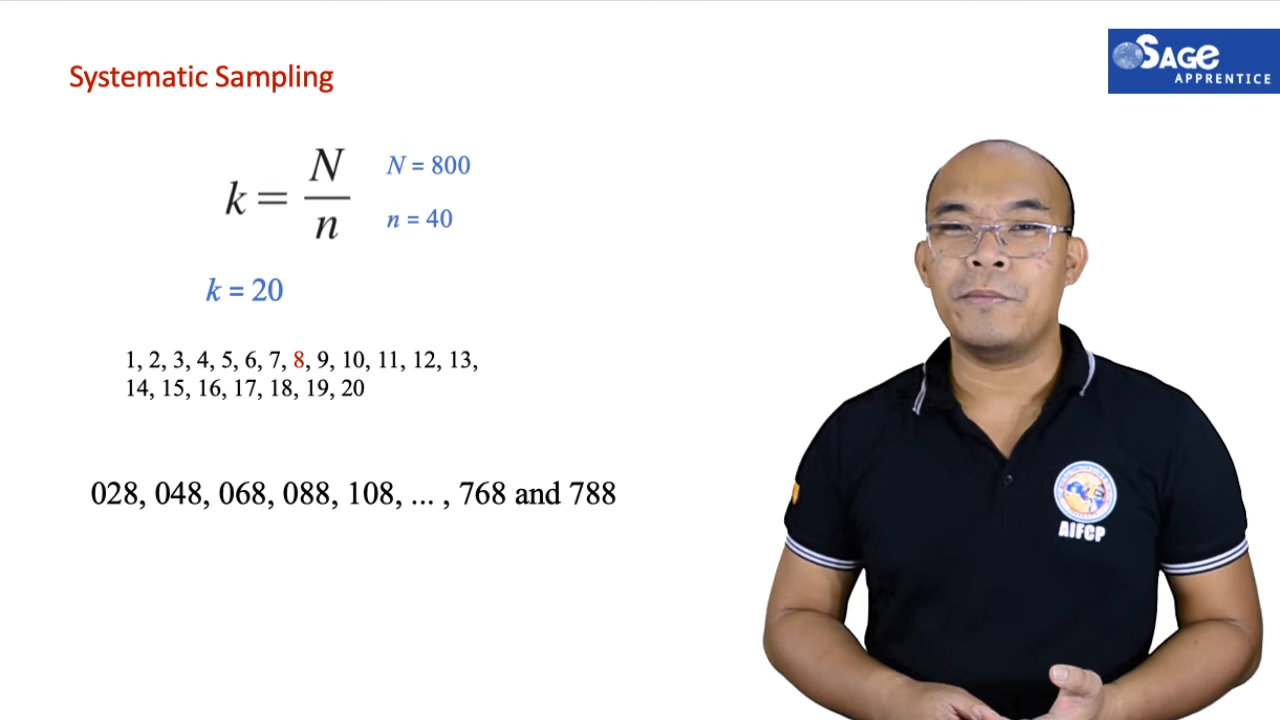 Systematic Sampling
SAGE
APPRENTICE
k = N/n
N = 800
n = 40
k = 20
1, 2, 3, 4, 5, 6, 7, 8, 9, 10, 11, 12, 13,
14, 15, 16, 17, 18, 19, 20
028, 048, 068, 088, 108, ... , 768 and 788
AIFCP